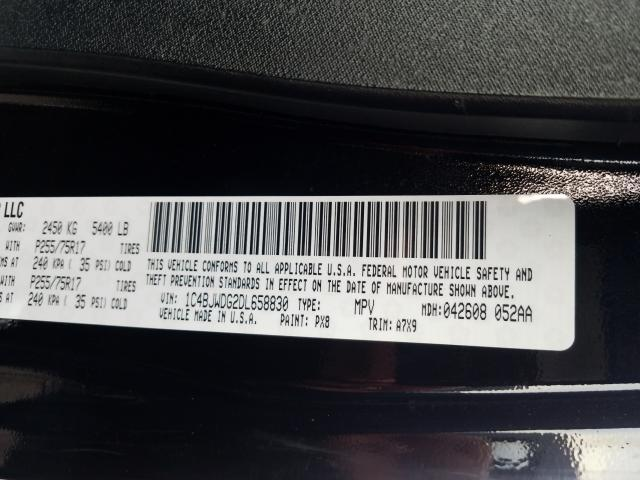 LLC
GVWR: 2450 KG 5400 LB
WITH P255/75R17 TIRES
S AT 240 KPA ( 35 PSI) COLD
WITH P255/75R17 TIRES
S AT 240 KPA ( 35 PSI) COLD
THIS VEHICLE CONFORMS TO ALL APPLICABLE U.S.A. FEDERAL MOTOR VEHICLE SAFETY AND
THEFT PREVENTION STANDARDS IN EFFECT ON THE DATE OF MANUFACTURE SHOWN ABOVE.
VIN: 1C4BJWDG2DL658830 TYPE: MPV MDH: 042608 052AA
VEHICLE MADE IN U.S.A. PAINT: PX8 TRIM: A7X9